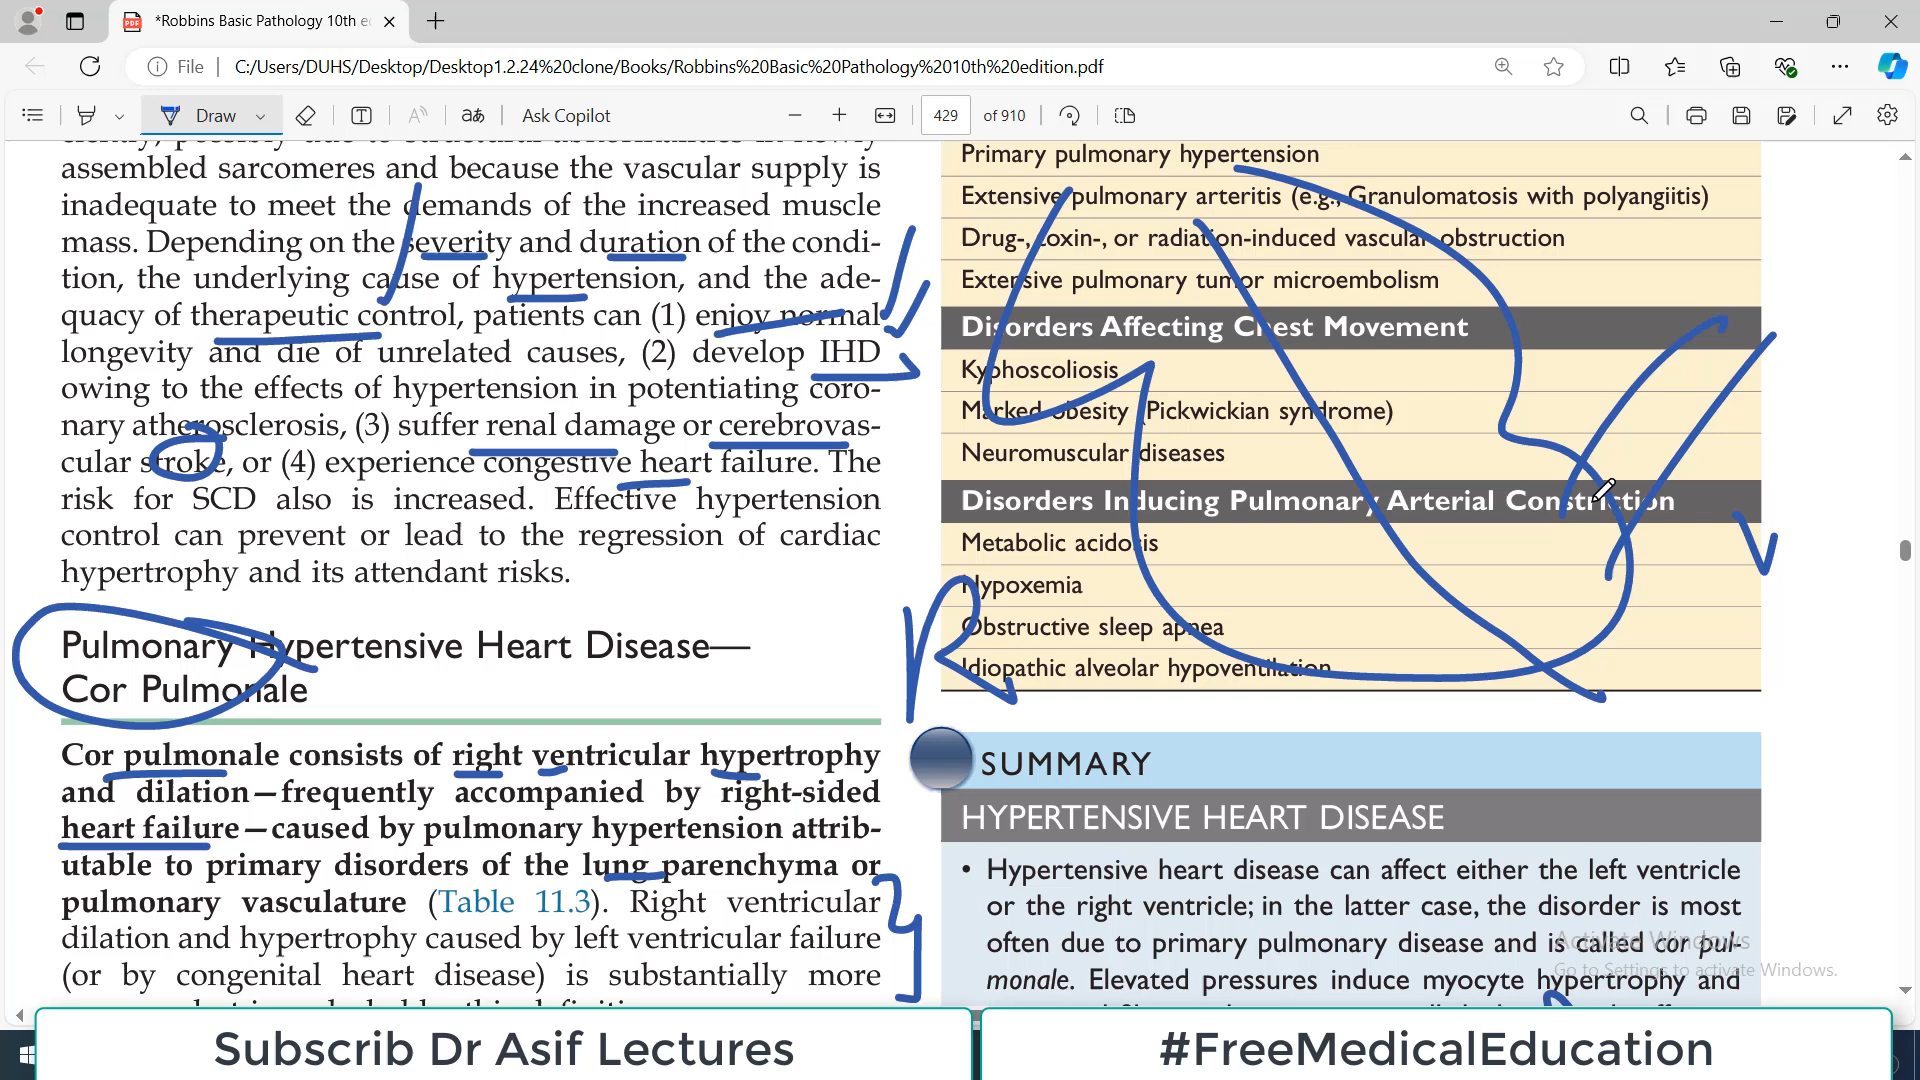 *Robbins Basic Pathology 10th e
File
C:/Users/DUHS/Desktop/Desktop1.2.24%20clone/Books/Robbins%20Basic%20Pathology%2010th%20edition.pdf
Draw
Ask Copilot
429 of 910
assembled sarcomeres and because the vascular supply is
inadequate to meet the demands of the increased muscle
mass. Depending on the severity and duration of the condi-
tion, the underlying cause of hypertension, and the ade-
quacy of therapeutic control, patients can (1) enjoy normal
longevity and die of unrelated causes, (2) develop IHD
owing to the effects of hypertension in potentiating coro-
nary atherosclerosis, (3) suffer renal damage or cerebrovas-
cular stroke, or (4) experience congestive heart failure. The
risk for SCD also is increased. Effective hypertension
control can prevent or lead to the regression of cardiac
hypertrophy and its attendant risks.
Pulmonary Hypertensive Heart Disease—
Cor Pulmonale
Cor pulmonale consists of right ventricular hypertrophy
and dilation—frequently accompanied by right-sided
heart failure—caused by pulmonary hypertension attrib-
utable to primary disorders of the lung parenchyma or
pulmonary vasculature (Table 11.3). Right ventricular
dilation and hypertrophy caused by left ventricular failure
(or by congenital heart disease) is substantially more
Primary pulmonary hypertension
Extensive pulmonary arteritis (e.g., Granulomatosis with polyangiitis)
Drug-, toxin-, or radiation-induced vascular obstruction
Extensive pulmonary tumor microembolism
Disorders Affecting Chest Movement
Kyphoscoliosis
Marked obesity (Pickwickian syndrome)
Neuromuscular diseases
Disorders Inducing Pulmonary Arterial Constriction
Metabolic acidosis
Hypoxemia
Obstructive sleep apnea
Idiopathic alveolar hypoventilation
SUMMARY
HYPERTENSIVE HEART DISEASE
• Hypertensive heart disease can affect either the left ventricle
or the right ventricle; in the latter case, the disorder is most
often due to primary pulmonary disease and is called cor pul-
monale. Elevated pressures induce myocyte hypertrophy and
Activate Windows
Go to Settings to activate Windows.
Subscrib Dr Asif Lectures
#FreeMedicalEducation